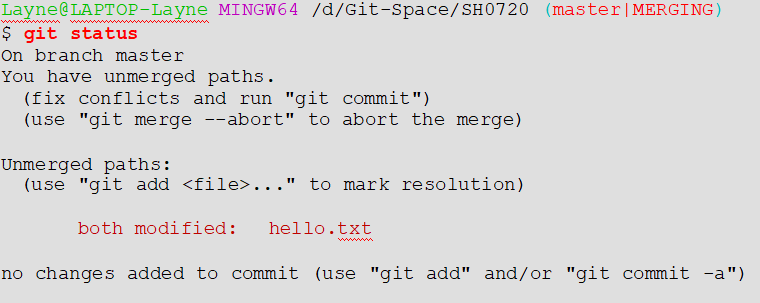 Layne@LAPTOP-Layne MINGW64 /d/Git-Space/SH0720 (master|MERGING)
$ git status
On branch master
You have unmerged paths.
  (fix conflicts and run "git commit")
  (use "git merge --abort" to abort the merge)

Unmerged paths:
  (use "git add <file>..." to mark resolution)

        both modified:   hello.txt

no changes added to commit (use "git add" and/or "git commit -a")